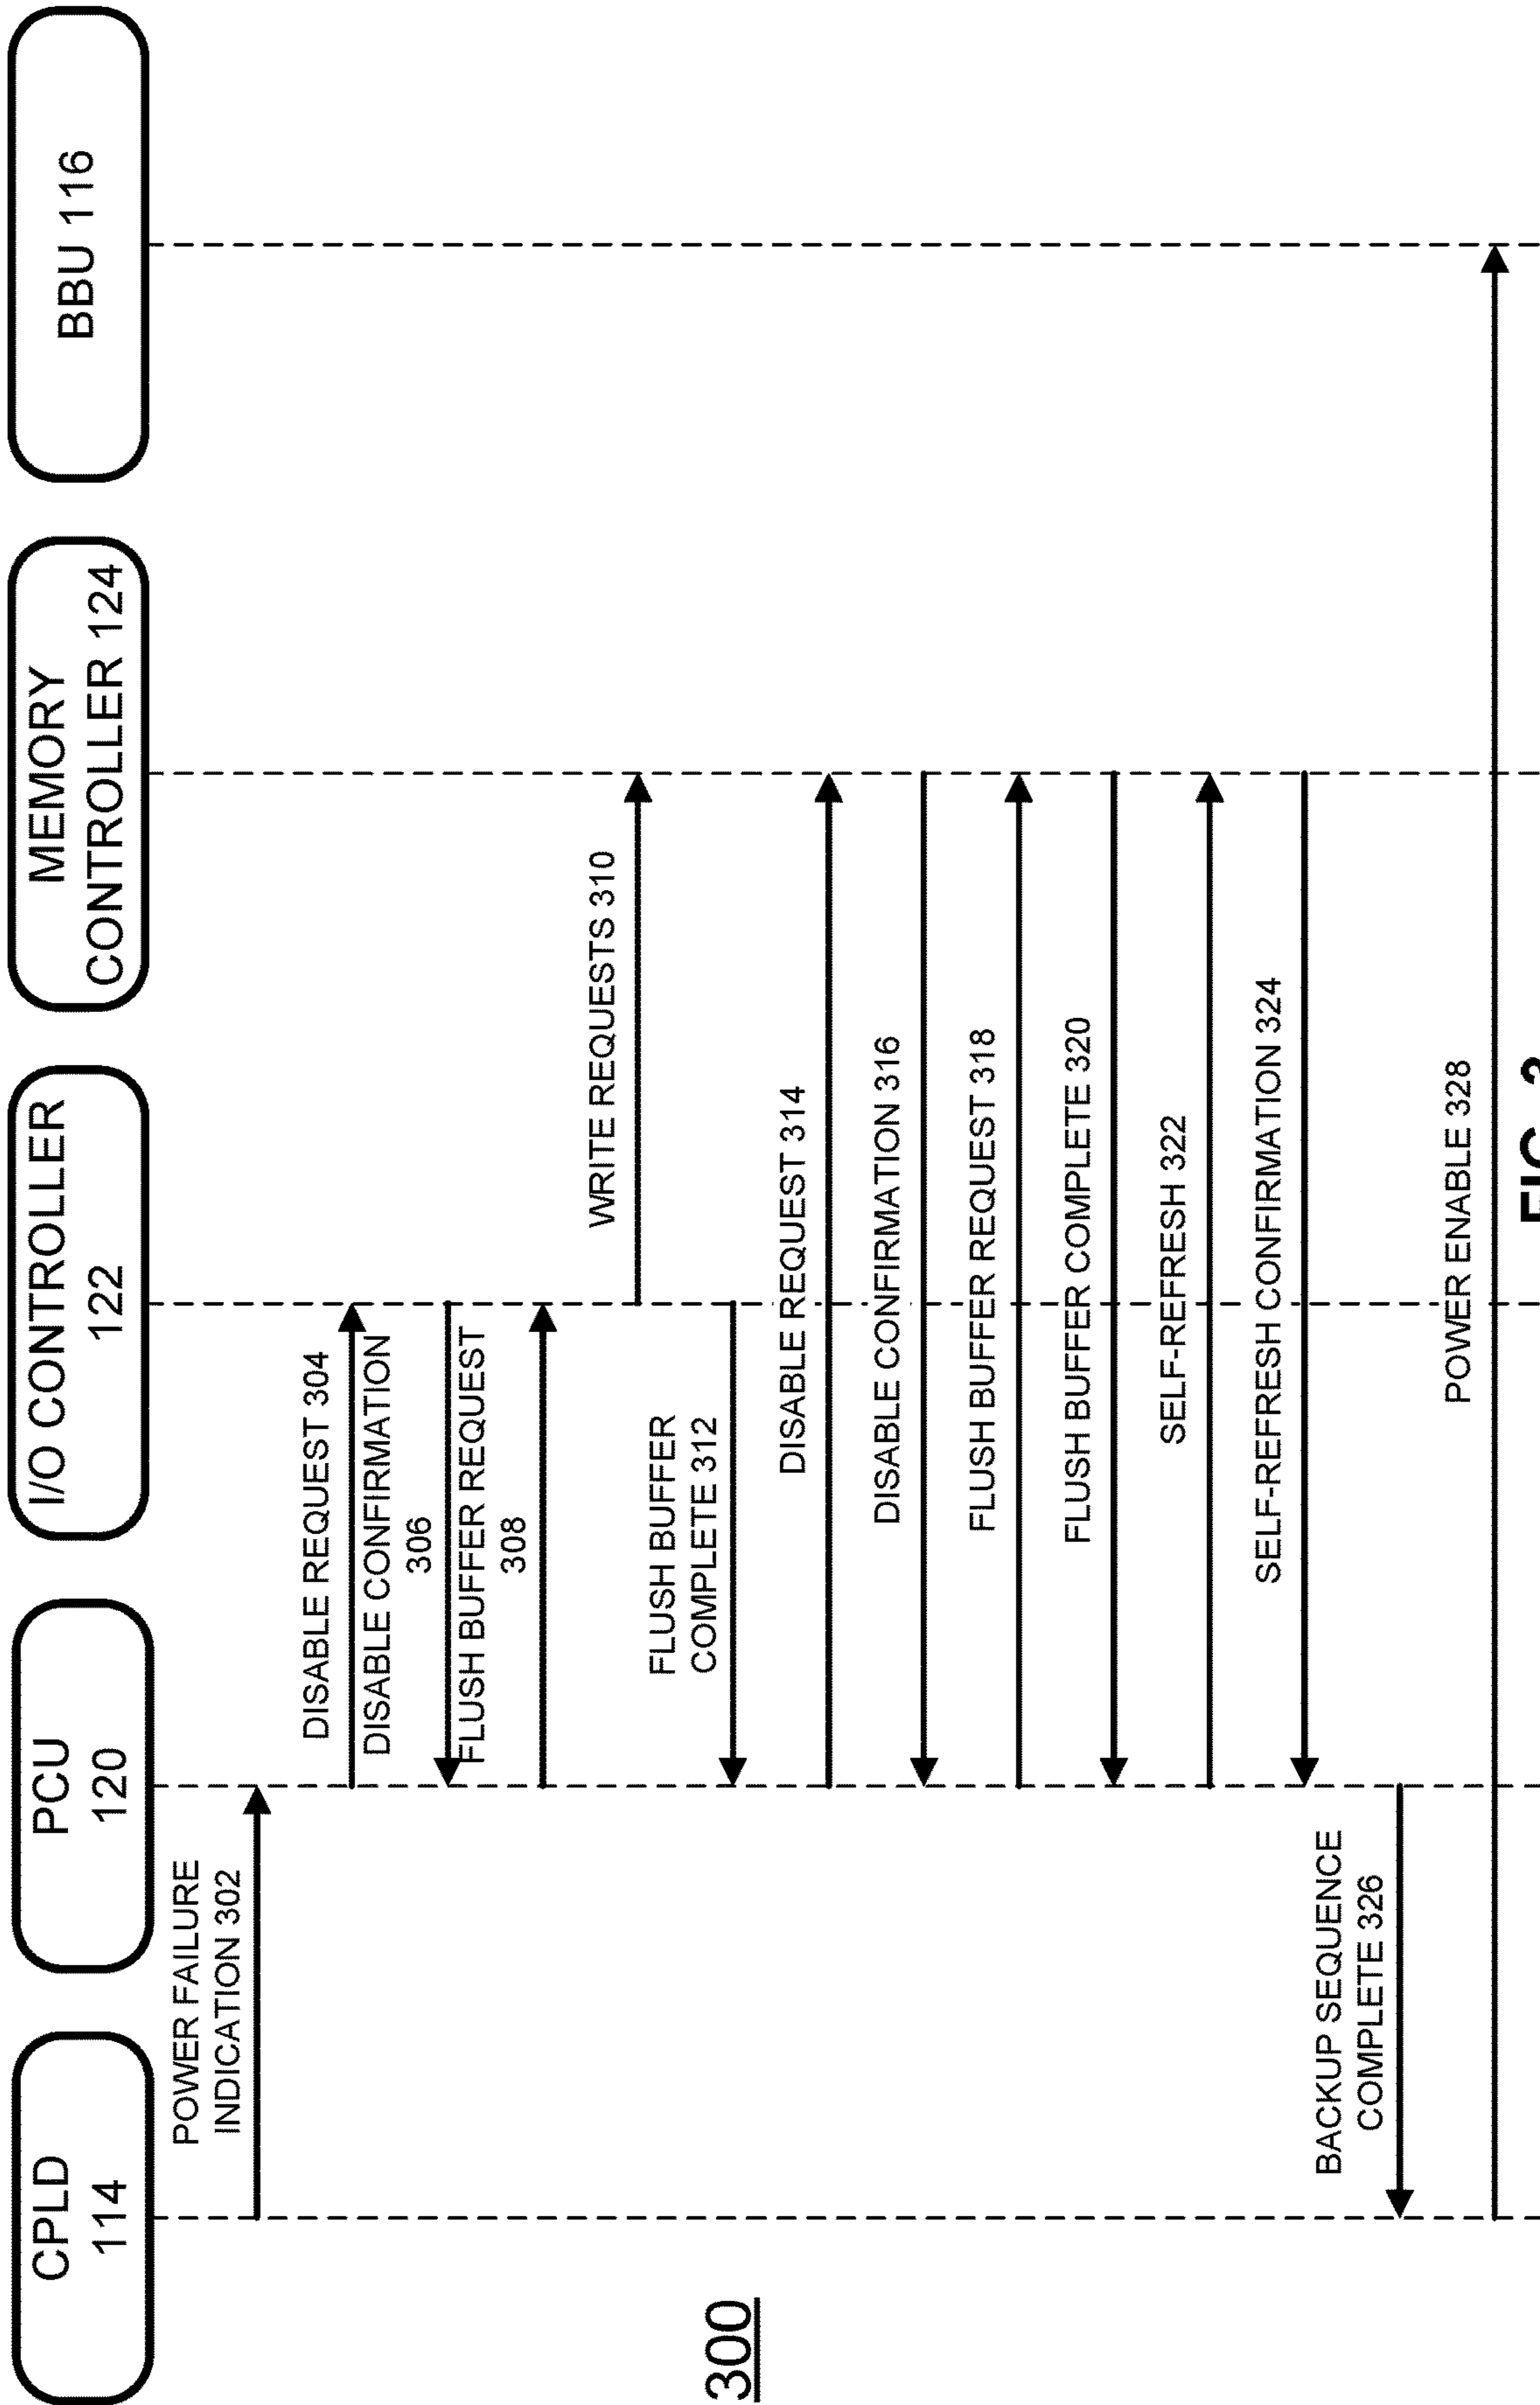 CPLD
114
PCU
120
I/O CONTROLLER
122
MEMORY
CONTROLLER 124
BBU 116
POWER FAILURE
INDICATION 302
DISABLE REQUEST 304
DISABLE CONFIRMATION
306
FLUSH BUFFER REQUEST
308
WRITE REQUESTS 310
FLUSH BUFFER
COMPLETE 312
DISABLE REQUEST 314
DISABLE CONFIRMATION 316
FLUSH BUFFER REQUEST 318
FLUSH BUFFER COMPLETE 320
SELF-REFRESH 322
SELF-REFRESH CONFIRMATION 324
BACKUP SEQUENCE
COMPLETE 326
POWER ENABLE 328
300
FIG. 3